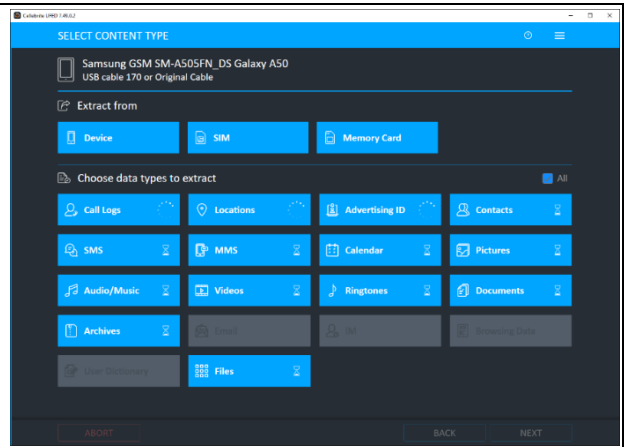 Cellebrite UFED 7.49.0.2
SELECT CONTENT TYPE
Samsung GSM SM-A505FN_DS Galaxy A50
USB cable 170 or Original Cable
Extract from
Device
SIM
Memory Card
Choose data types to extract
All
Call Logs
Locations
Advertising ID
Contacts
SMS
MMS
Calendar
Pictures
Audio/Music
Videos
Ringtones
Documents
Archives
Email
IM
Browsing Data
User Dictionary
Files
ABORT
BACK
NEXT